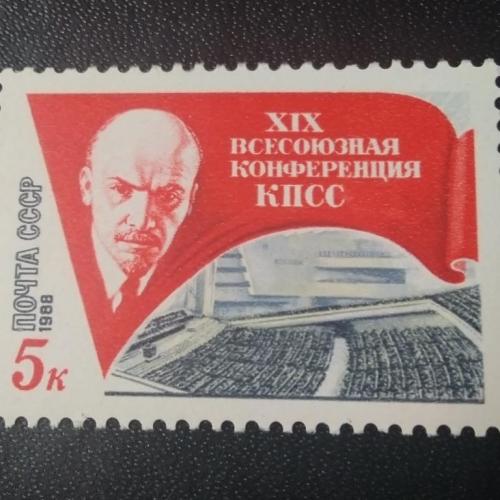 XIX
ВСЕСОЮЗНАЯ
КОНФЕРЕНЦИЯ
КПСС
ПОЧТА СССР
1988
5к